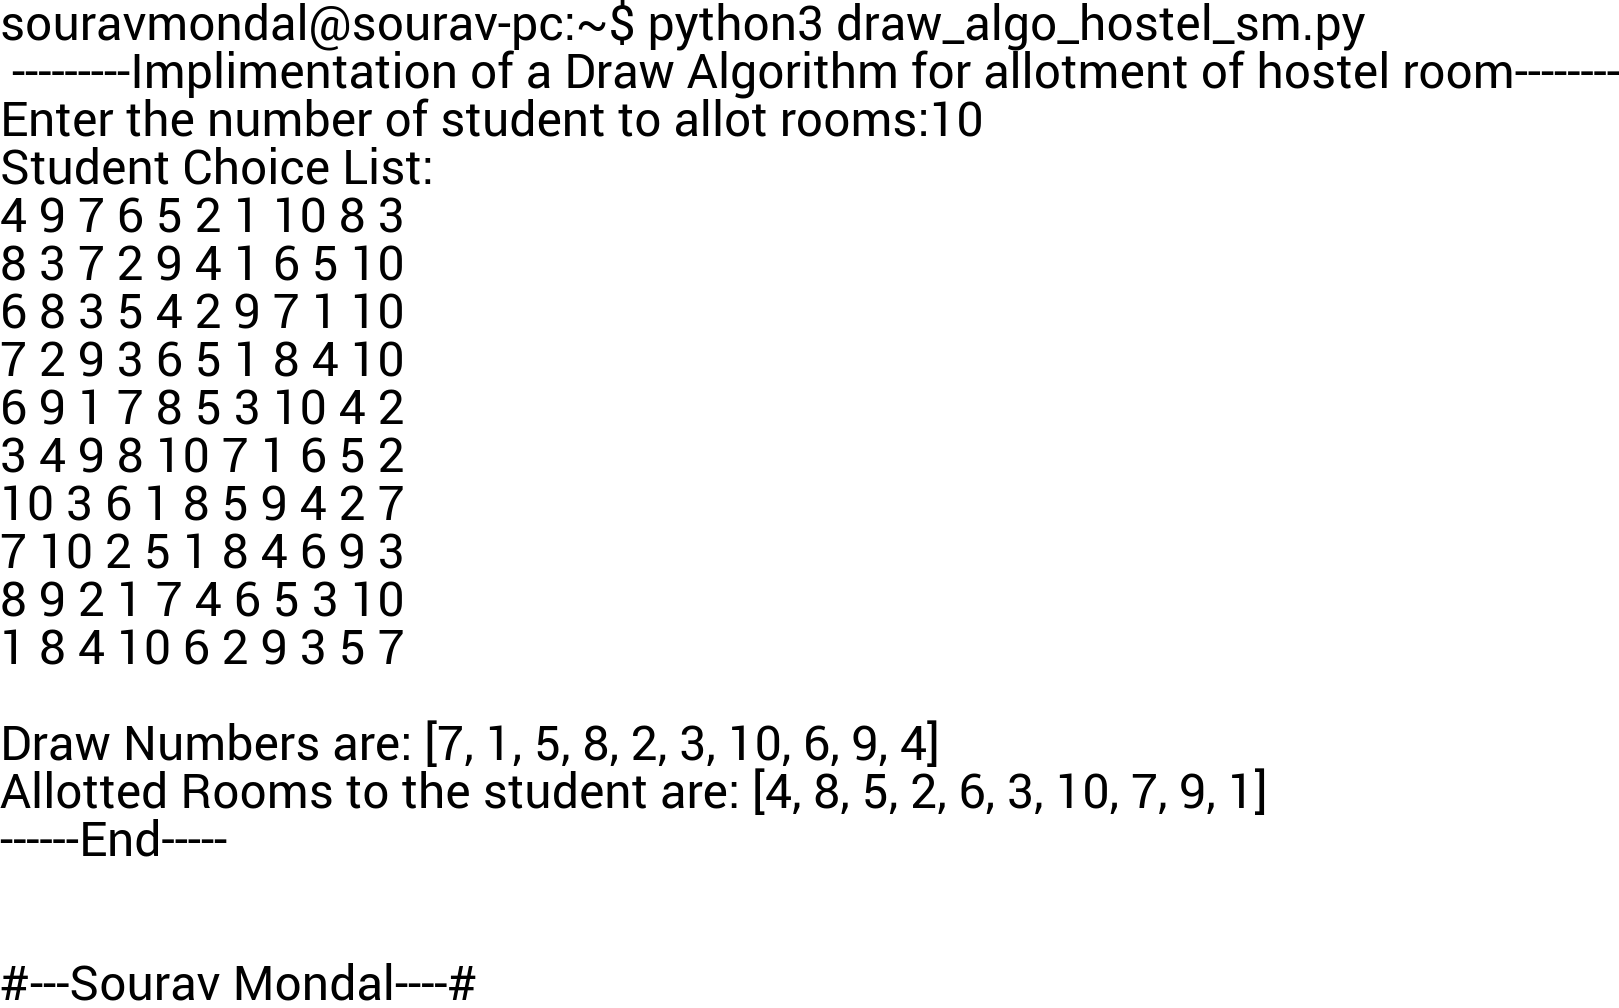 souravmondal@sourav-pc:~$ python3 draw_algo_hostel_sm.py
---------Implimentation of a Draw Algorithm for allotment of hostel room--------
Enter the number of student to allot rooms:10
Student Choice List:
4 9 7 6 5 2 1 10 8 3
8 3 7 2 9 4 1 6 5 10
6 8 3 5 4 2 9 7 1 10
7 2 9 3 6 5 1 8 4 10
6 9 1 7 8 5 3 10 4 2
3 4 9 8 10 7 1 6 5 2
10 3 6 1 8 5 9 4 2 7
7 10 2 5 1 8 4 6 9 3
8 9 2 1 7 4 6 5 3 10
1 8 4 10 6 2 9 3 5 7
Draw Numbers are: [7, 1, 5, 8, 2, 3, 10, 6, 9, 4]
Allotted Rooms to the student are: [4, 8, 5, 2, 6, 3, 10, 7, 9, 1]
------End-----
#---Sourav Mondal----#